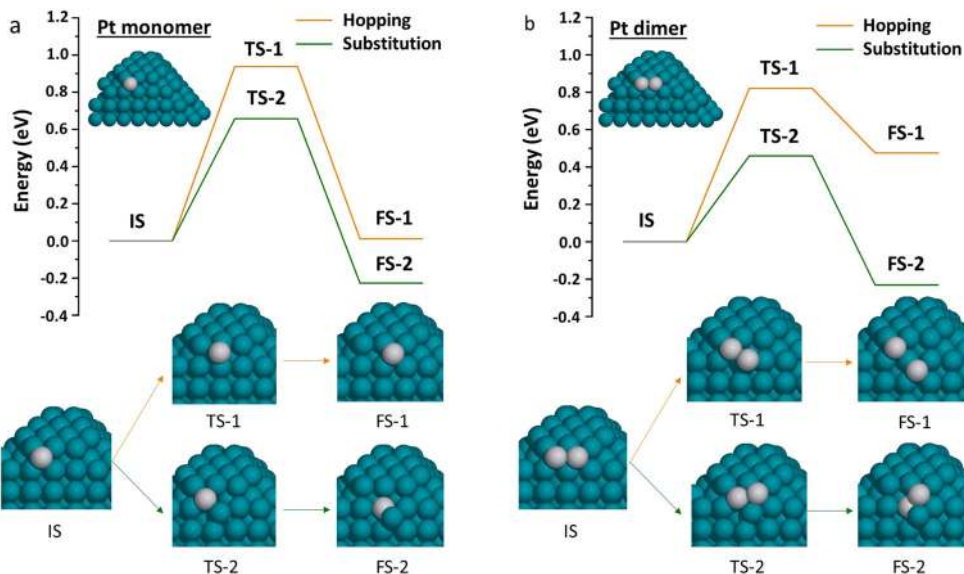 a
Pt monomer
Hopping
Substitution
Energy (eV)
1.2
1.0
0.8
0.6
0.4
0.2
0.0
-0.2
-0.4
TS-1
TS-2
IS
FS-1
FS-2
TS-1
FS-1
IS
TS-2
FS-2
b
Pt dimer
Hopping
Substitution
Energy (eV)
1.2
1.0
0.8
0.6
0.4
0.2
0.0
-0.2
-0.4
TS-1
FS-1
TS-2
IS
FS-2
TS-1
FS-1
IS
TS-2
FS-2